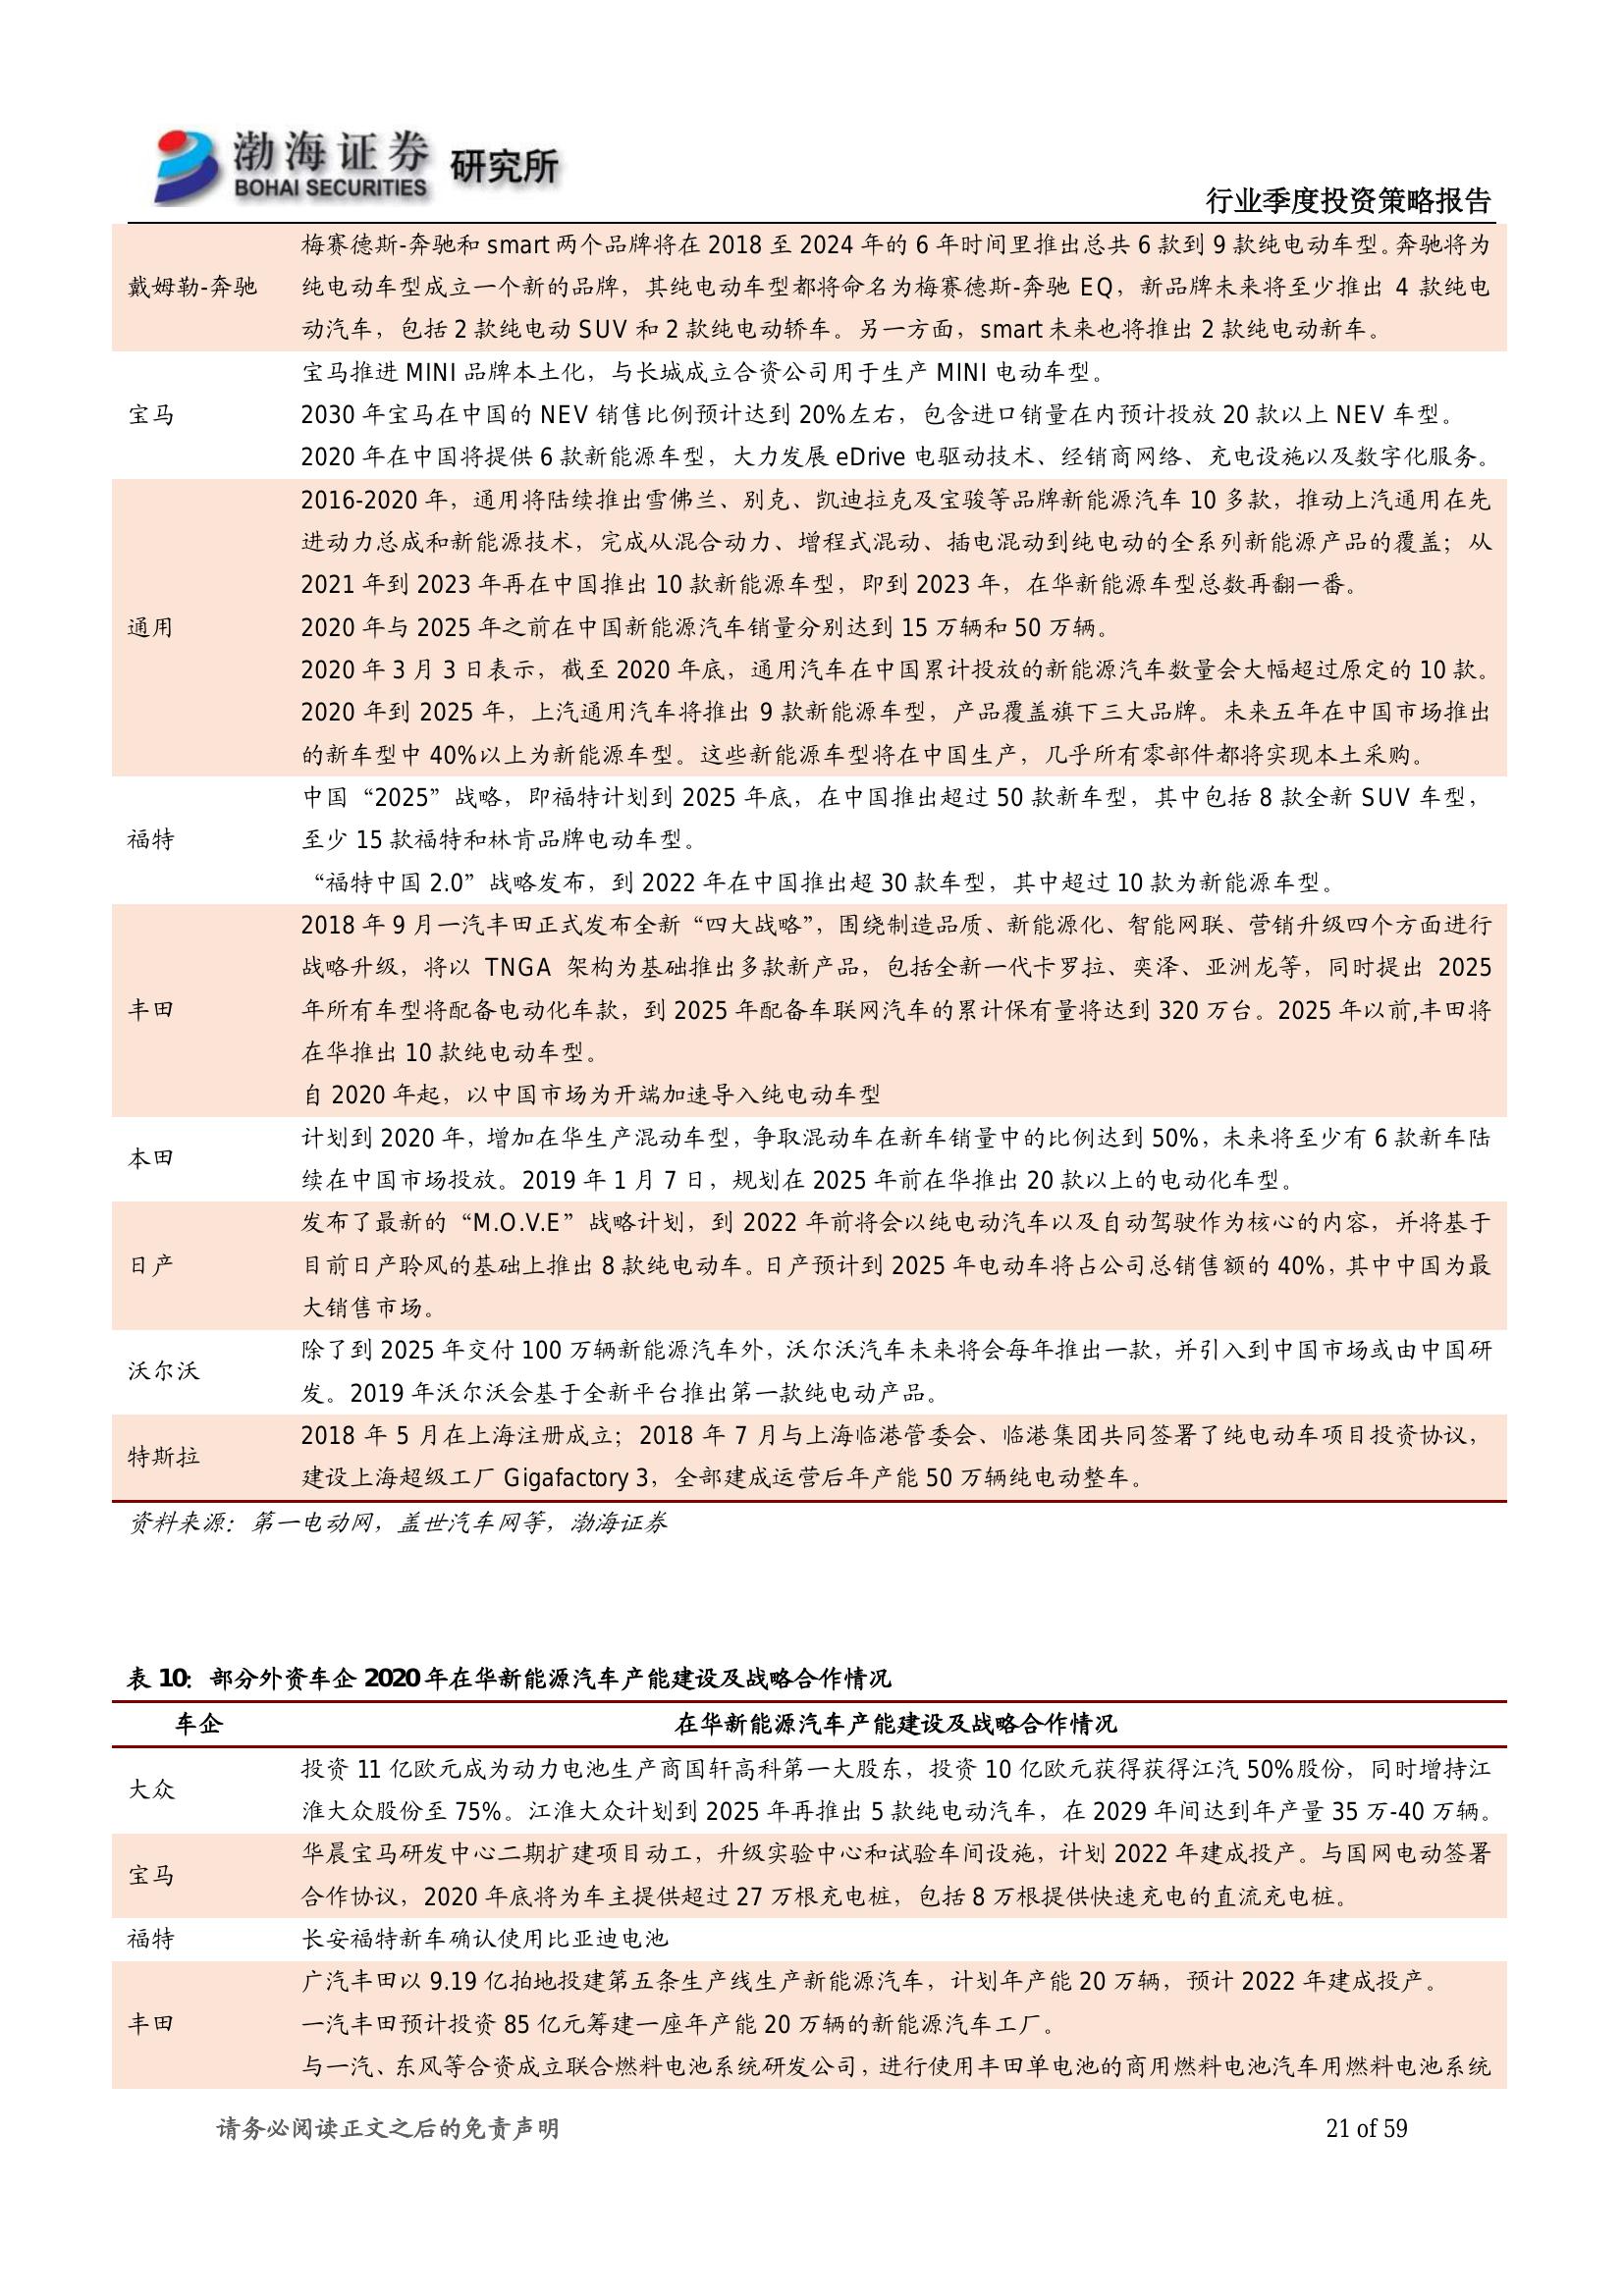 渤海证券 研究所
BOHAI SECURITIES
行业季度投资策略报告
梅赛德斯-奔驰和 smart 两个品牌将在 2018 至 2024 年的 6 年时间里推出总共 6 款到 9 款纯电动车型。奔驰将为
戴姆勒-奔驰
纯电动车型成立一个新的品牌，其纯电动车型都将命名为梅赛德斯-奔驰 EQ，新品牌未来将至少推出 4 款纯电
动汽车，包括 2 款纯电动 SUV 和 2 款纯电动轿车。另一方面，smart 未来也将推出 2 款纯电动新车。
宝马推进 MINI 品牌本土化，与长城成立合资公司用于生产 MINI 电动车型。
宝马
2030 年宝马在中国的 NEV 销售比例预计达到 20%左右，包含进口销量在内预计投放 20 款以上 NEV 车型。
2020 年在中国将提供 6 款新能源车型，大力发展 eDrive 电驱动技术、经销商网络、充电设施以及数字化服务。
2016-2020 年，通用将陆续推出雪佛兰、别克、凯迪拉克及宝骏等品牌新能源汽车 10 多款，推动上汽通用在先
进动力总成和新能源技术，完成从混合动力、增程式混动、插电混动到纯电动的全系列新能源产品的覆盖；从
2021 年到 2023 年再在中国推出 10 款新能源车型，即到 2023 年，在华新能源车型总数再翻一番。
通用
2020 年与 2025 年之前在中国新能源汽车销量分别达到 15 万辆和 50 万辆。
2020 年 3 月 3 日表示，截至 2020 年底，通用汽车在中国累计投放的新能源汽车数量会大幅超过原定的 10 款。
2020 年到 2025 年，上汽通用汽车将推出 9 款新能源车型，产品覆盖旗下三大品牌。未来五年在中国市场推出
的新车型中 40%以上为新能源车型。这些新能源车型将在中国生产，几乎所有零部件都将实现本土采购。
中国“2025”战略，即福特计划到 2025 年底，在中国推出超过 50 款新车型，其中包括 8 款全新 SUV 车型，
福特
至少 15 款福特和林肯品牌电动车型。
“福特中国 2.0”战略发布，到 2022 年在中国推出超 30 款车型，其中超过 10 款为新能源车型。
2018 年 9 月一汽丰田正式发布全新“四大战略”，围绕制造品质、新能源化、智能网联、营销升级四个方面进行
战略升级，将以 TNGA 架构为基础推出多款新产品，包括全新一代卡罗拉、奕泽、亚洲龙等，同时提出 2025
丰田
年所有车型将配备电动化车款，到 2025 年配备车联网汽车的累计保有量将达到 320 万台。2025 年以前,丰田将
在华推出 10 款纯电动车型。
自 2020 年起，以中国市场为开端加速导入纯电动车型
本田
计划到 2020 年，增加在华生产混动车型，争取混动车在新车销量中的比例达到 50%，未来将至少有 6 款新车陆
续在中国市场投放。2019 年 1 月 7 日，规划在 2025 年前在华推出 20 款以上的电动化车型。
发布了最新的“M.O.V.E”战略计划，到 2022 年前将会以纯电动汽车以及自动驾驶作为核心的内容，并将基于
日产
目前日产聆风的基础上推出 8 款纯电动车。日产预计到 2025 年电动车将占公司总销售额的 40%，其中中国为最
大销售市场。
沃尔沃
除了到 2025 年交付 100 万辆新能源汽车外，沃尔沃汽车未来将会每年推出一款，并引入到中国市场或由中国研
发。2019 年沃尔沃会基于全新平台推出第一款纯电动产品。
特斯拉
2018 年 5 月在上海注册成立；2018 年 7 月与上海临港管委会、临港集团共同签署了纯电动车项目投资协议，
建设上海超级工厂 Gigafactory 3，全部建成运营后年产能 50 万辆纯电动整车。
资料来源：第一电动网，盖世汽车网等，渤海证券
表 10：部分外资车企 2020 年在华新能源汽车产能建设及战略合作情况
车企 在华新能源汽车产能建设及战略合作情况
大众
投资 11 亿欧元成为动力电池生产商国轩高科第一大股东，投资 10 亿欧元获得获得江汽 50%股份，同时增持江
淮大众股份至 75%。江淮大众计划到 2025 年再推出 5 款纯电动汽车，在 2029 年间达到年产量 35 万-40 万辆。
宝马
华晨宝马研发中心二期扩建项目动工，升级实验中心和试验车间设施，计划 2022 年建成投产。与国网电动签署
合作协议，2020 年底将为车主提供超过 27 万根充电桩，包括 8 万根提供快速充电的直流充电桩。
福特 长安福特新车确认使用比亚迪电池
广汽丰田以 9.19 亿拍地投建第五条生产线生产新能源汽车，计划年产能 20 万辆，预计 2022 年建成投产。
丰田 一汽丰田预计投资 85 亿元筹建一座年产能 20 万辆的新能源汽车工厂。
与一汽、东风等合资成立联合燃料电池系统研发公司，进行使用丰田单电池的商用燃料电池汽车用燃料电池系统
请务必阅读正文之后的免责声明 21 of 59